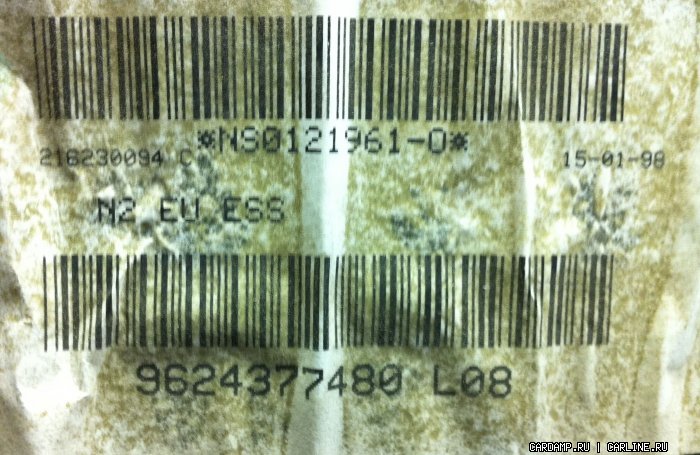 *NS0121961-0*
216230094 C 15-01-98
N2 EU ESS
9624377480 L08
CARDAMP.RU | CARLINE.RU